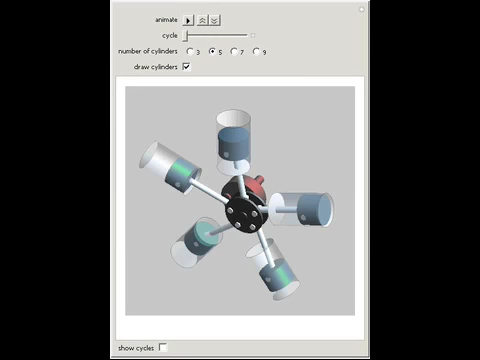 animate
cycle
number of cylinders 3 5 7 9
draw cylinders
show cycles